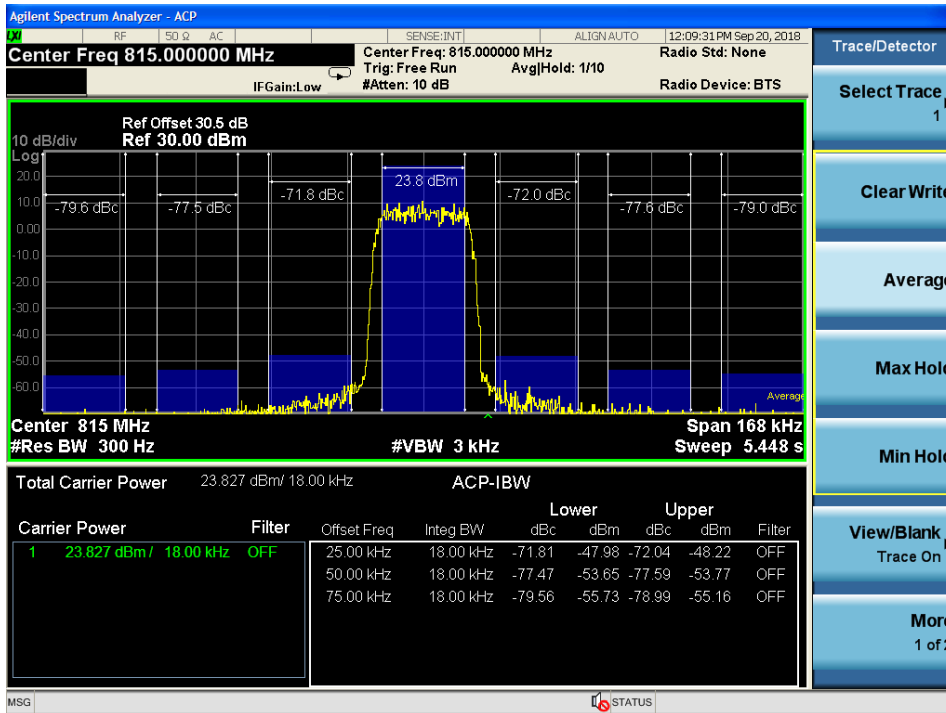 Agilent Spectrum Analyzer - ACP
LXI RF 50 Ω AC SENSE:INT ALIGN AUTO 12:09:31 PM Sep 20, 2018
Center Freq 815.000000 MHz
Center Freq: 815.000000 MHz Radio Std: None
Trig: Free Run Avg|Hold: 1/10
IFGain:Low #Atten: 10 dB Radio Device: BTS
Ref Offset 30.5 dB
10 dB/div Ref 30.00 dBm
Log
20.0
10.0
0.00
-10.0
-20.0
-30.0
-40.0
-50.0
-60.0
-79.6 dBc -77.5 dBc -71.8 dBc 23.8 dBm -72.0 dBc -77.6 dBc -79.0 dBc
Average
Center 815 MHz Span 168 kHz
#Res BW 300 Hz #VBW 3 kHz Sweep 5.448 s
Total Carrier Power 23.827 dBm/ 18.00 kHz ACP-IBW
Lower Upper
Carrier Power Filter Offset Freq Integ BW dBc dBm dBc dBm Filter
1 23.827 dBm / 18.00 kHz OFF 25.00 kHz 18.00 kHz -71.81 -47.98 -72.04 -48.22 OFF
50.00 kHz 18.00 kHz -77.47 -53.65 -77.59 -53.77 OFF
75.00 kHz 18.00 kHz -79.56 -55.73 -78.99 -55.16 OFF
MSG STATUS
Trace/Detector
Select Trace
1
Clear Write
Average
Max Hold
Min Hold
View/Blank
Trace On
More
1 of 2